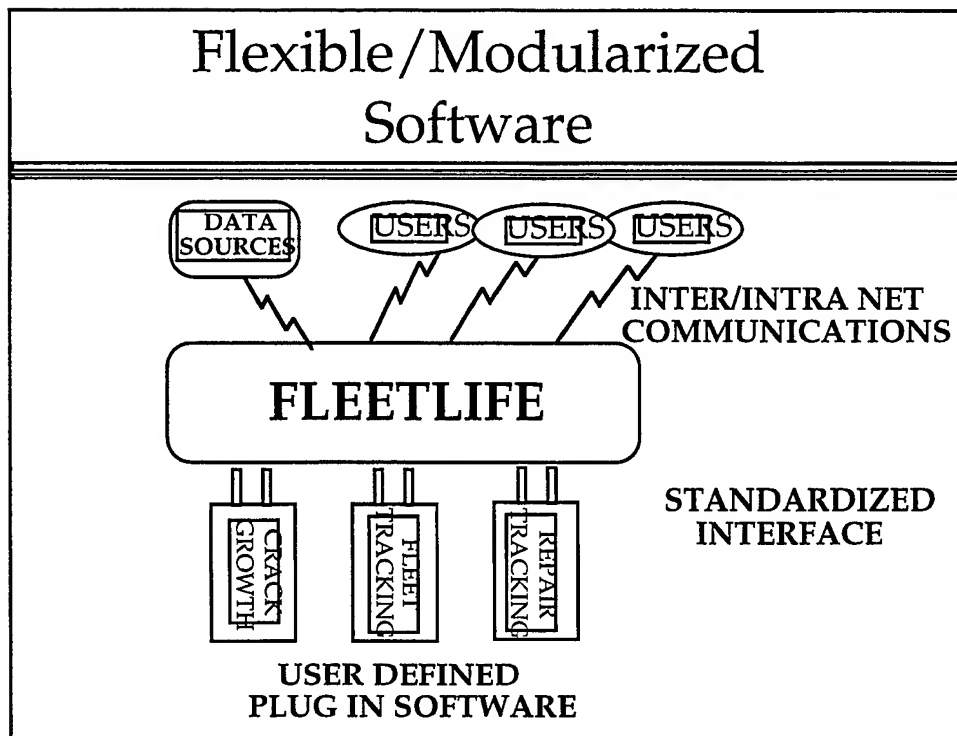 Flexible/Modularized
Software
DATA
SOURCES
USERS
USERS
USERS
INTER/INTRA NET
COMMUNICATIONS
FLEETLIFE
CRACK
GROWTH
FLEET
TRACKING
REPAIR
TRACKING
STANDARDIZED
INTERFACE
USER DEFINED
PLUG IN SOFTWARE